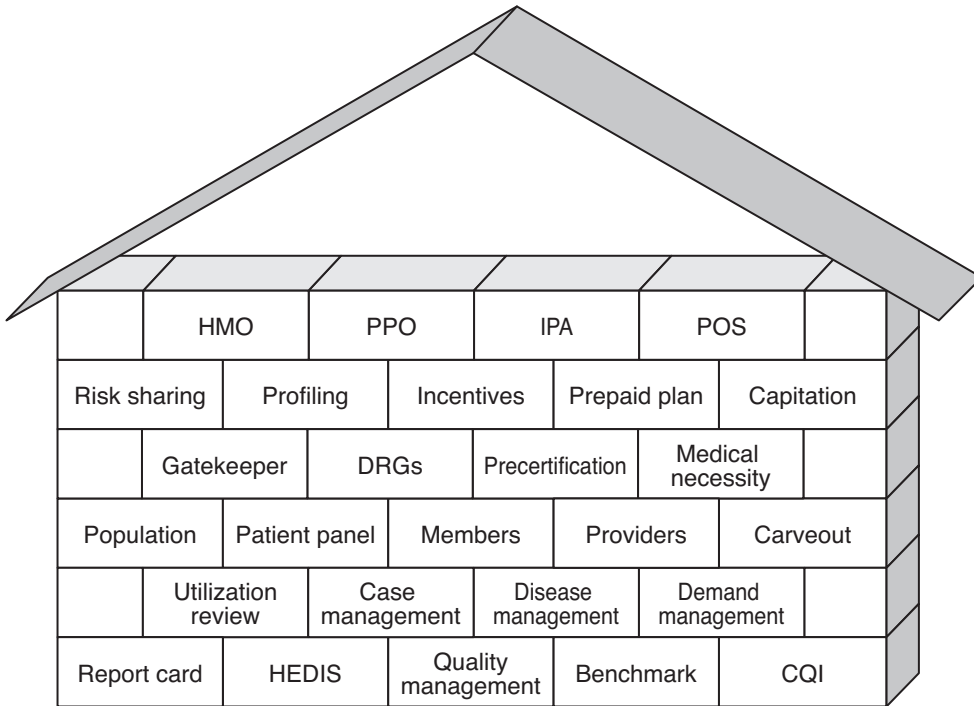 HMO PPO IPA POS
Risk sharing Profiling Incentives Prepaid plan Capitation
Gatekeeper DRGs Precertification Medical
necessity
Population Patient panel Members Providers Carveout
Utilization
review
Case
management
Disease
management
Demand
management
Report card HEDIS Quality
management Benchmark CQI